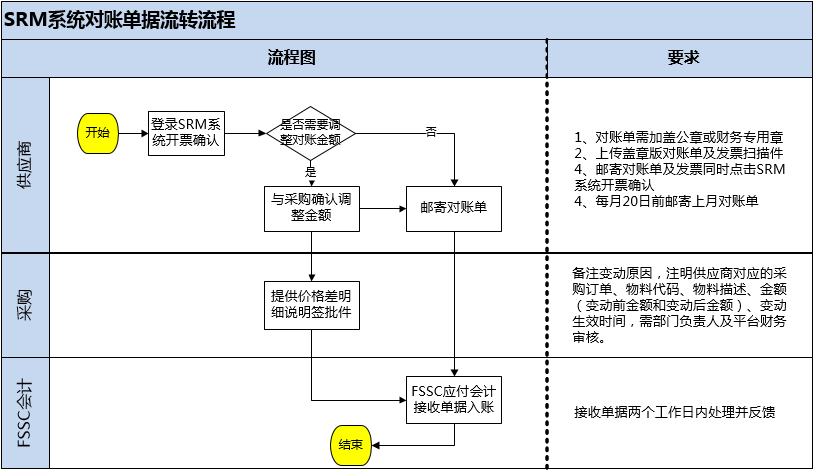 SRM系统对账单据流转流程
流程图
要求
供应商
开始
登录SRM系
统开票确认
是否需要调
整对账金额
否
是
与采购确认调
整金额
邮寄对账单
1、对账单需加盖公章或财务专用章
2、上传盖章版对账单及发票扫描件
4、邮寄对账单及发票同时点击SRM
系统开票确认
4、每月20日前邮寄上月对账单
采购
提供价格差明
细说明签批件
备注变动原因，注明供应商对应的采
购订单、物料代码、物料描述、金额
（变动前金额和变动后金额）、变动
生效时间，需部门负责人及平台财务
审核。
FSSC会计
FSSC应付会计
接收单据入账
结束
接收单据两个工作日内处理并反馈